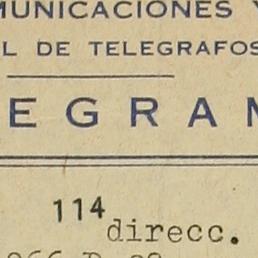 MUNICACIONES Y
L DE TELEGRAFOS
EGRAM
114
direcc.